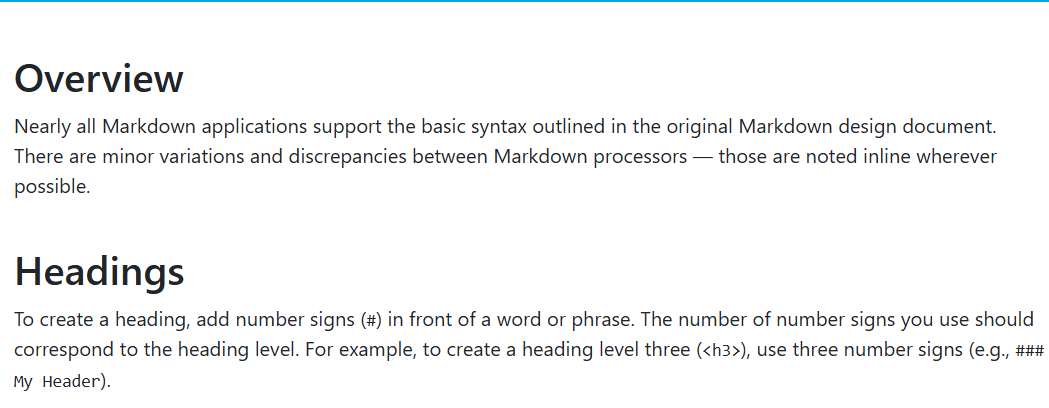 Overview
Nearly all Markdown applications support the basic syntax outlined in the original Markdown design document.
There are minor variations and discrepancies between Markdown processors — those are noted inline wherever
possible.
Headings
To create a heading, add number signs (#) in front of a word or phrase. The number of number signs you use should
correspond to the heading level. For example, to create a heading level three (<h3>), use three number signs (e.g., ###
My Header).